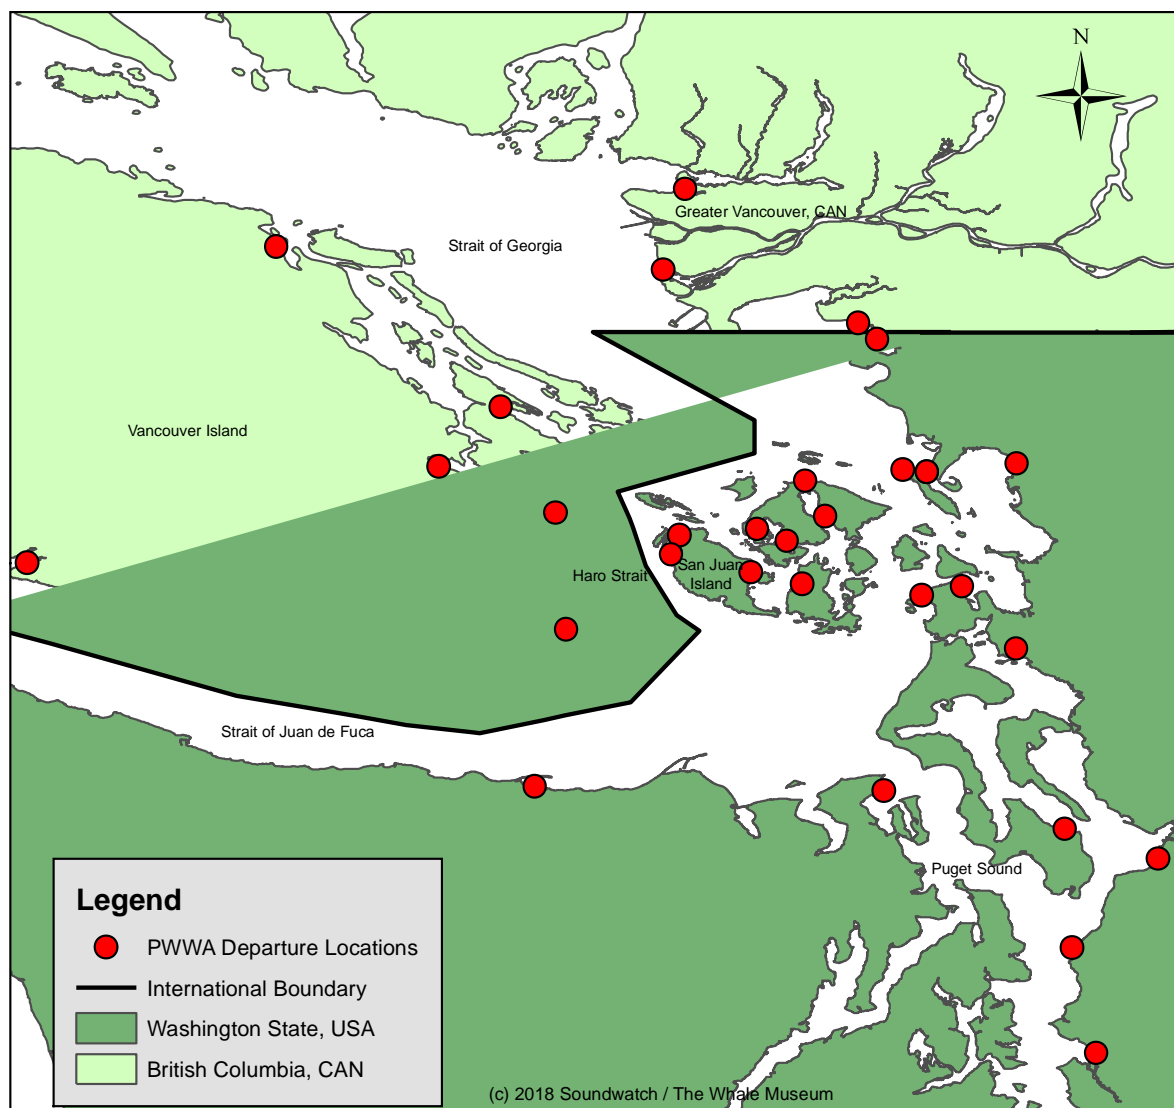 N
Greater Vancouver, CAN
Strait of Georgia
Vancouver Island
Haro Strait
San Juan
Island
Strait of Juan de Fuca
Puget Sound
Legend
PWWA Departure Locations
International Boundary
Washington State, USA
British Columbia, CAN
(c) 2018 Soundwatch / The Whale Museum